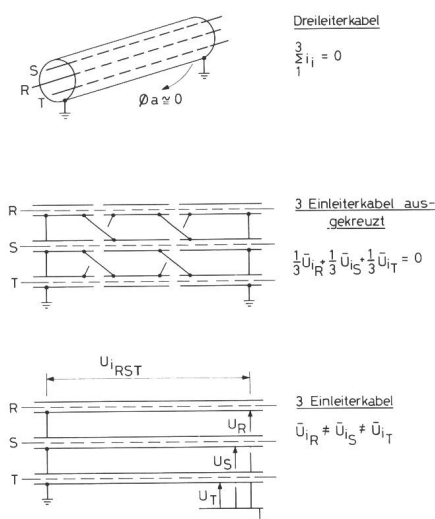 Dreileiterkabel
3
Σ i_i = 0
1
S
R
T
Øa ≃ 0
3 Einleiterkabel aus-
gekreuzt
R
S
T
1/3 Ū_iR + 1/3 Ū_iS + 1/3 Ū_iT = 0
U_iRST
R
S
T
U_R
U_S
U_T
3 Einleiterkabel
Ū_iR ≠ Ū_iS ≠ Ū_iT